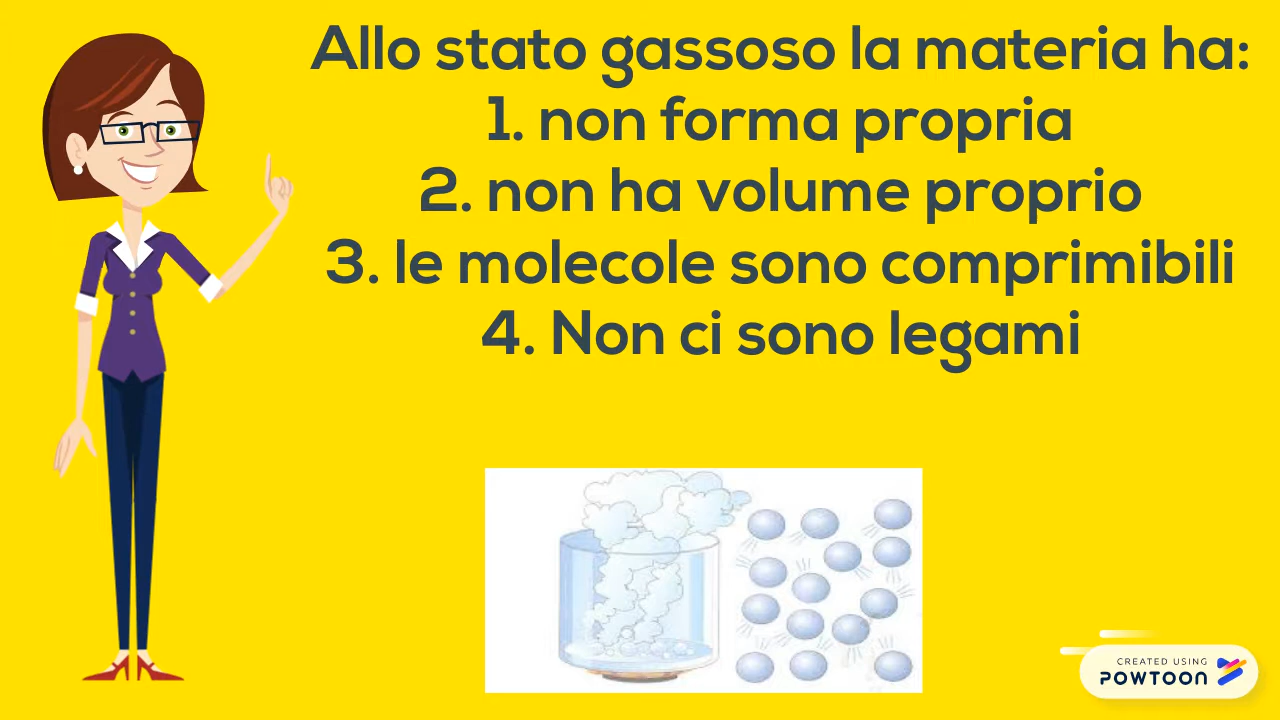 Allo stato gassoso la materia ha:
1. non forma propria
2. non ha volume proprio
3. le molecole sono comprimibili
4. Non ci sono legami
CREATED USING
POWTOON